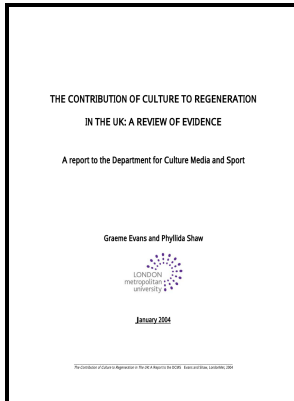 THE CONTRIBUTION OF CULTURE TO REGENERATION
IN THE UK: A REVIEW OF EVIDENCE
A report to the Department for Culture Media and Sport
Graeme Evans and Phyllida Shaw
LONDON
metropolitan
university
January 2004
The Contribution of Culture to Regeneration in The UK: A Report to the DCMS Evans and Shaw, LondonMet, 2004